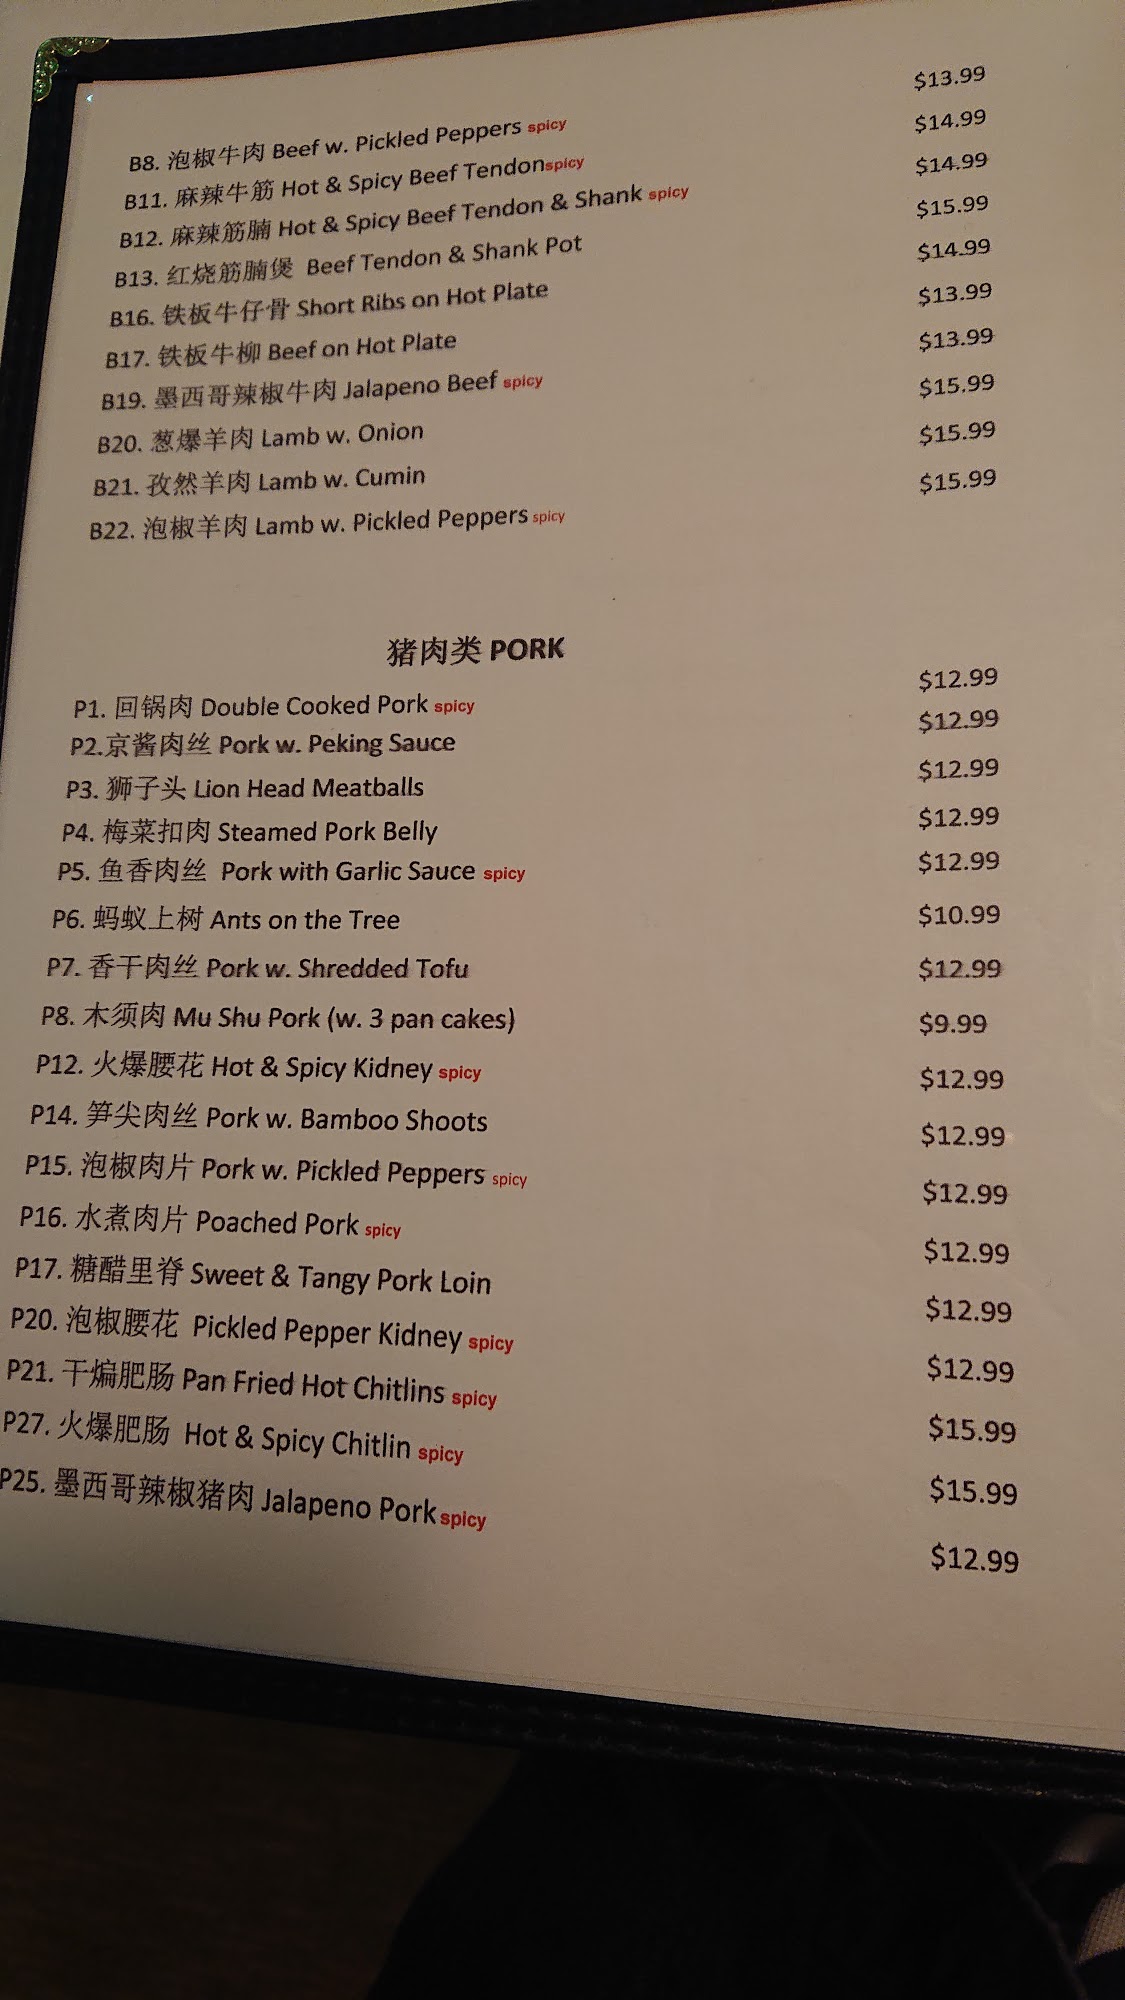 B8. 泡椒牛肉 Beef w. Pickled Peppers spicy $13.99
B11. 麻辣牛筋 Hot & Spicy Beef Tendonspicy $14.99
B12. 麻辣筋腩 Hot & Spicy Beef Tendon & Shank spicy $14.99
B13. 红烧筋腩煲 Beef Tendon & Shank Pot $15.99
B16. 铁板牛仔骨 Short Ribs on Hot Plate $14.99
B17. 铁板牛柳 Beef on Hot Plate $13.99
B19. 墨西哥辣椒牛肉 Jalapeno Beef spicy $13.99
B20. 葱爆羊肉 Lamb w. Onion $15.99
B21. 孜然羊肉 Lamb w. Cumin $15.99
B22. 泡椒羊肉 Lamb w. Pickled Peppers spicy $15.99
猪肉类 PORK
P1. 回锅肉 Double Cooked Pork spicy $12.99
P2.京酱肉丝 Pork w. Peking Sauce $12.99
P3. 狮子头 Lion Head Meatballs $12.99
P4. 梅菜扣肉 Steamed Pork Belly $12.99
P5. 鱼香肉丝 Pork with Garlic Sauce spicy $12.99
P6. 蚂蚁上树 Ants on the Tree $10.99
P7. 香干肉丝 Pork w. Shredded Tofu $12.99
P8. 木须肉 Mu Shu Pork (w. 3 pan cakes) $9.99
P12. 火爆腰花 Hot & Spicy Kidney spicy $12.99
P14. 笋尖肉丝 Pork w. Bamboo Shoots $12.99
P15. 泡椒肉片 Pork w. Pickled Peppers spicy $12.99
P16. 水煮肉片 Poached Pork spicy $12.99
P17. 糖醋里脊 Sweet & Tangy Pork Loin $12.99
P20. 泡椒腰花 Pickled Pepper Kidney spicy $12.99
P21. 干煸肥肠 Pan Fried Hot Chitlins spicy $15.99
P27. 火爆肥肠 Hot & Spicy Chitlin spicy $15.99
P25. 墨西哥辣椒猪肉 Jalapeno Pork spicy $12.99